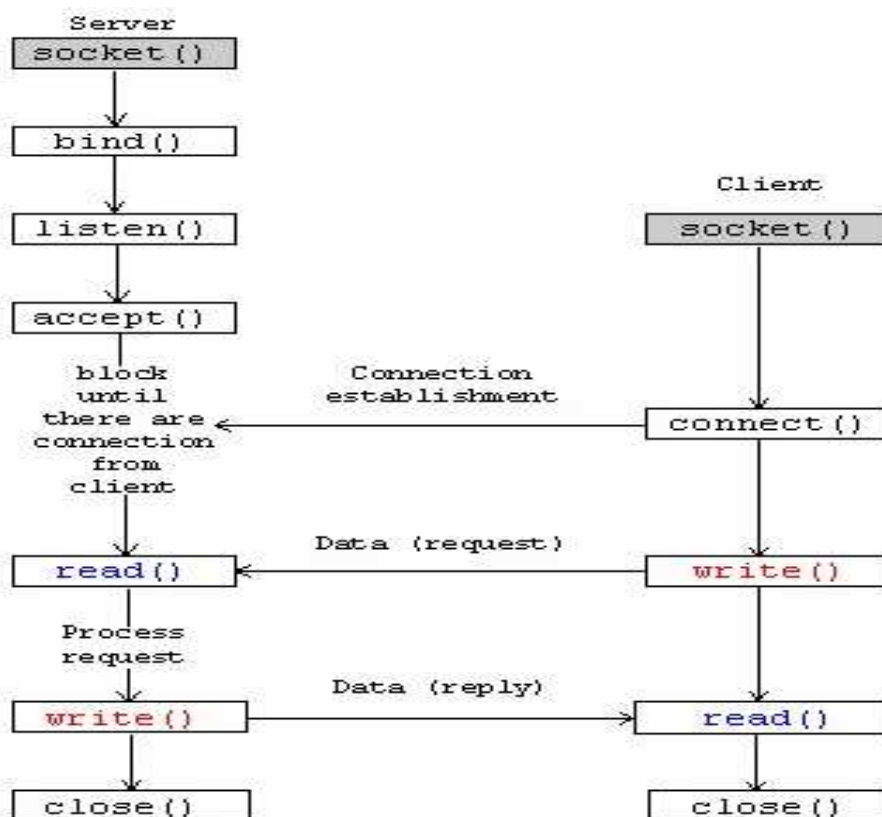 Server
socket()
bind()
listen()
accept()
block
until
there are
connection
from
client
read()
Process
request
write()
close()
Connection
establishment
Data (request)
Data (reply)
Client
socket()
connect()
write()
read()
close()